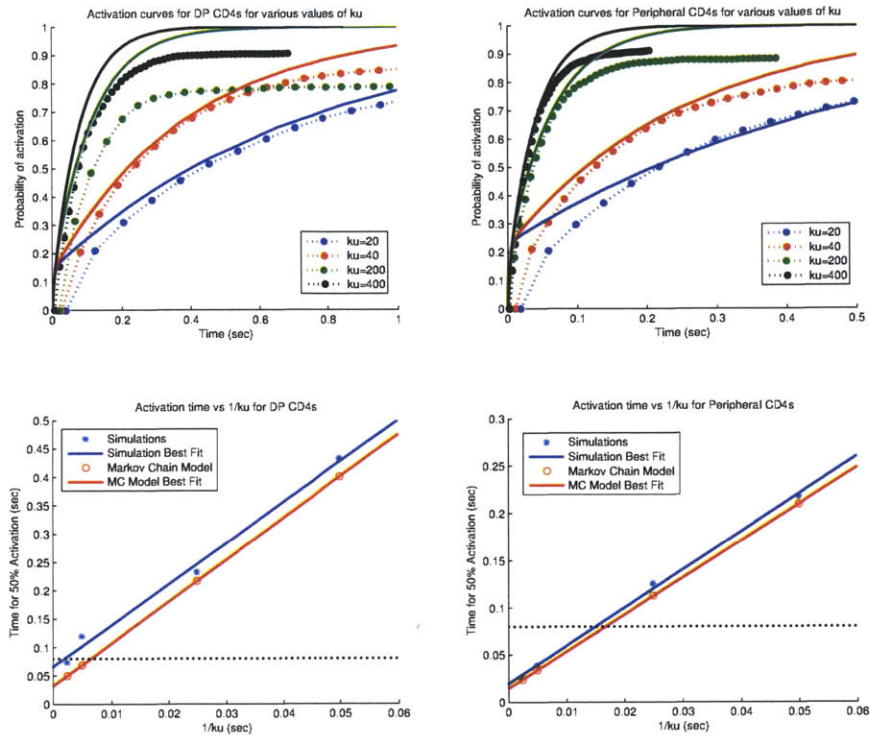 Activation curves for DP CD4s for various values of ku
Probability of activation
1
0.9
0.8
0.7
0.6
0.5
0.4
0.3
0.2
0.1
0
0
0.2
0.4
0.6
0.8
1
Time (sec)
ku=20
ku=40
ku=200
ku=400
Activation curves for Peripheral CD4s for various values of ku
Probability of activation
1
0.9
0.8
0.7
0.6
0.5
0.4
0.3
0.2
0.1
0
0
0.1
0.2
0.3
0.4
0.5
Time (sec)
ku=20
ku=40
ku=200
ku=400
Activation time vs 1/ku for DP CD4s
Time for 50% Activation (sec)
0.5
0.45
0.4
0.35
0.3
0.25
0.2
0.15
0.1
0.05
0
0
0.01
0.02
0.03
0.04
0.05
0.06
1/ku (sec)
Simulations
Simulation Best Fit
Markov Chain Model
MC Model Best Fit
Activation time vs 1/ku for Peripheral CD4s
Time for 50% Activation (sec)
0.3
0.25
0.2
0.15
0.1
0.05
0
0
0.01
0.02
0.03
0.04
0.05
0.06
1/ku (sec)
Simulations
Simulation Best Fit
Markov Chain Model
MC Model Best Fit